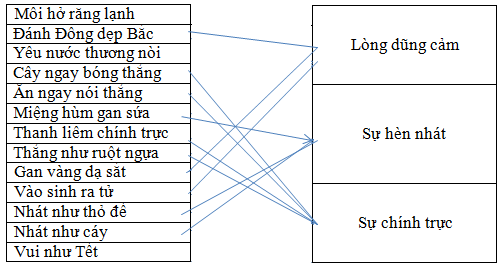 Môi hở răng lạnh
Đánh Đông dẹp Bắc
Yêu nước thương nòi
Cây ngay bóng thẳng
Ăn ngay nói thẳng
Miệng hùm gan sứa
Thanh liêm chính trực
Thẳng như ruột ngựa
Gan vàng dạ sắt
Vào sinh ra tử
Nhát như thỏ đế
Nhát như cáy
Vui như Tết
Lòng dũng cảm
Sự hèn nhát
Sự chính trực